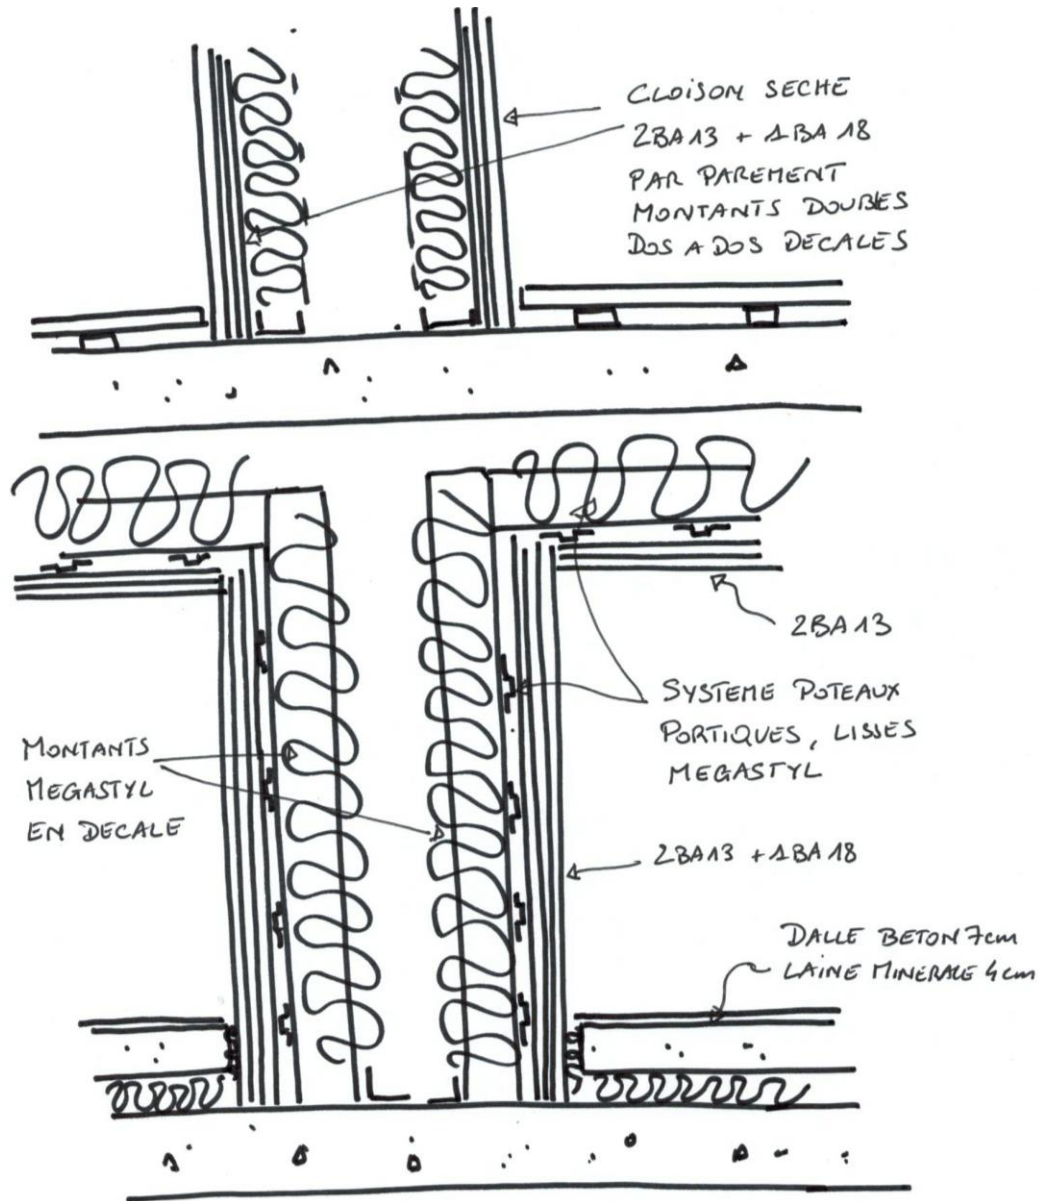 CLOISON SECHE
2BA13 + 1BA18
PAR PAREMENT
MONTANTS DOUBLES
DOS A DOS DECALES
2BA13
SYSTEME POTEAUX
PORTIQUES, LISSES
MEGASTYL
MONTANTS
MEGASTYL
EN DECALE
2BA13 + 1BA18
DALLE BETON 7cm
LAINE MINERALE 4cm